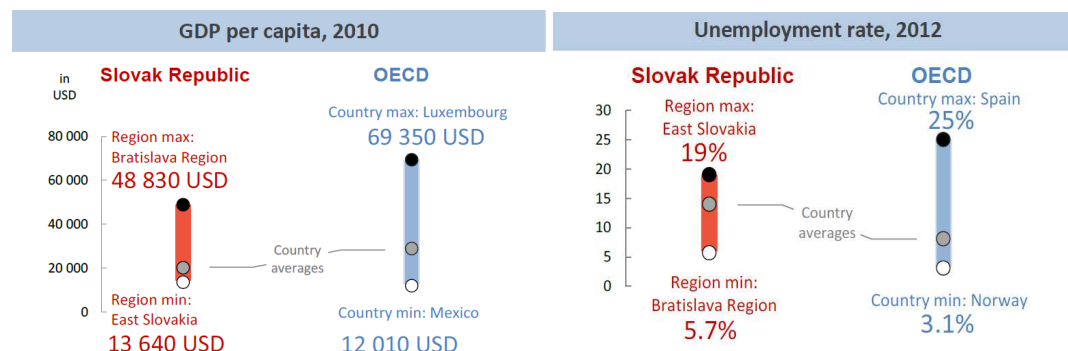 GDP per capita, 2010
in
USD
Slovak Republic
OECD
80 000
60 000
40 000
20 000
0
Region max:
Bratislava Region
48 830 USD
Country max: Luxembourg
69 350 USD
Country
averages
Region min:
East Slovakia
13 640 USD
Country min: Mexico
12 010 USD
Unemployment rate, 2012
Slovak Republic
OECD
30
25
20
15
10
5
0
Region max:
East Slovakia
19%
Country max: Spain
25%
Country
averages
Region min:
Bratislava Region
5.7%
Country min: Norway
3.1%